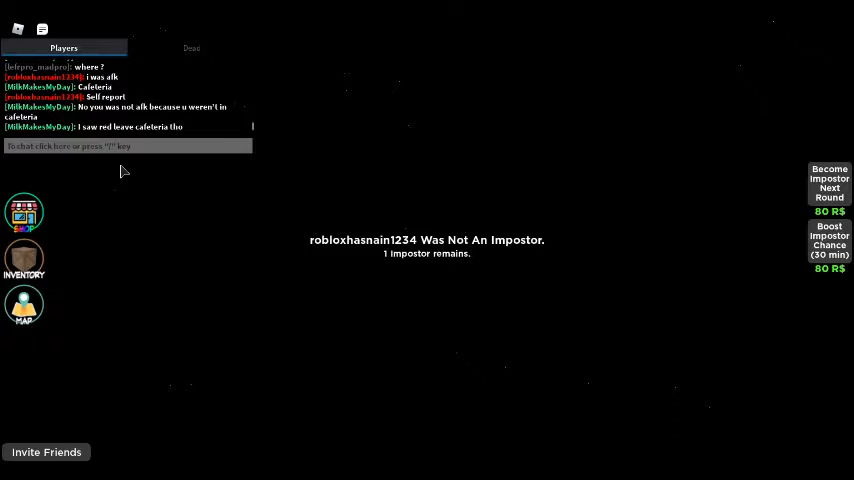 Players
Dead
[lefrpro_madpro]: where ?
[robloxhasnain1234]: i was afk
[MilkMakesMyDay]: Cafeteria
[robloxhasnain1234]: Self report
[MilkMakesMyDay]: No you was not afk because u weren't in
cafeteria
[MilkMakesMyDay]: I saw red leave cafeteria tho
To chat click here or press "/" key
SHOP
INVENTORY
MAP
robloxhasnain1234 Was Not An Impostor.
1 Impostor remains.
Become
Impostor
Next
Round
80 R$
Boost
Impostor
Chance
(30 min)
80 R$
Invite Friends